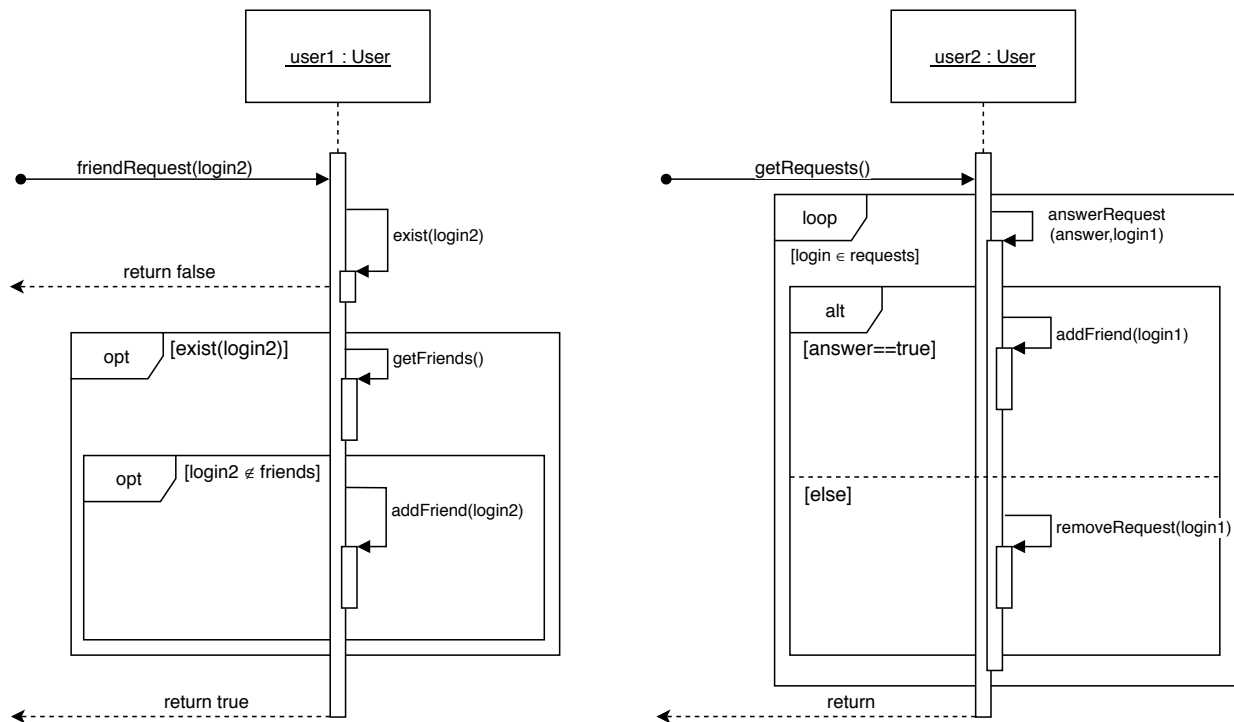 user1 : User
friendRequest(login2)
exist(login2)
return false
opt
[exist(login2)]
getFriends()
opt
[login2 ∉ friends]
addFriend(login2)
return true
user2 : User
getRequests()
loop
answerRequest
(answer,login1)
[login ∈ requests]
alt
[answer==true]
addFriend(login1)
[else]
removeRequest(login1)
return